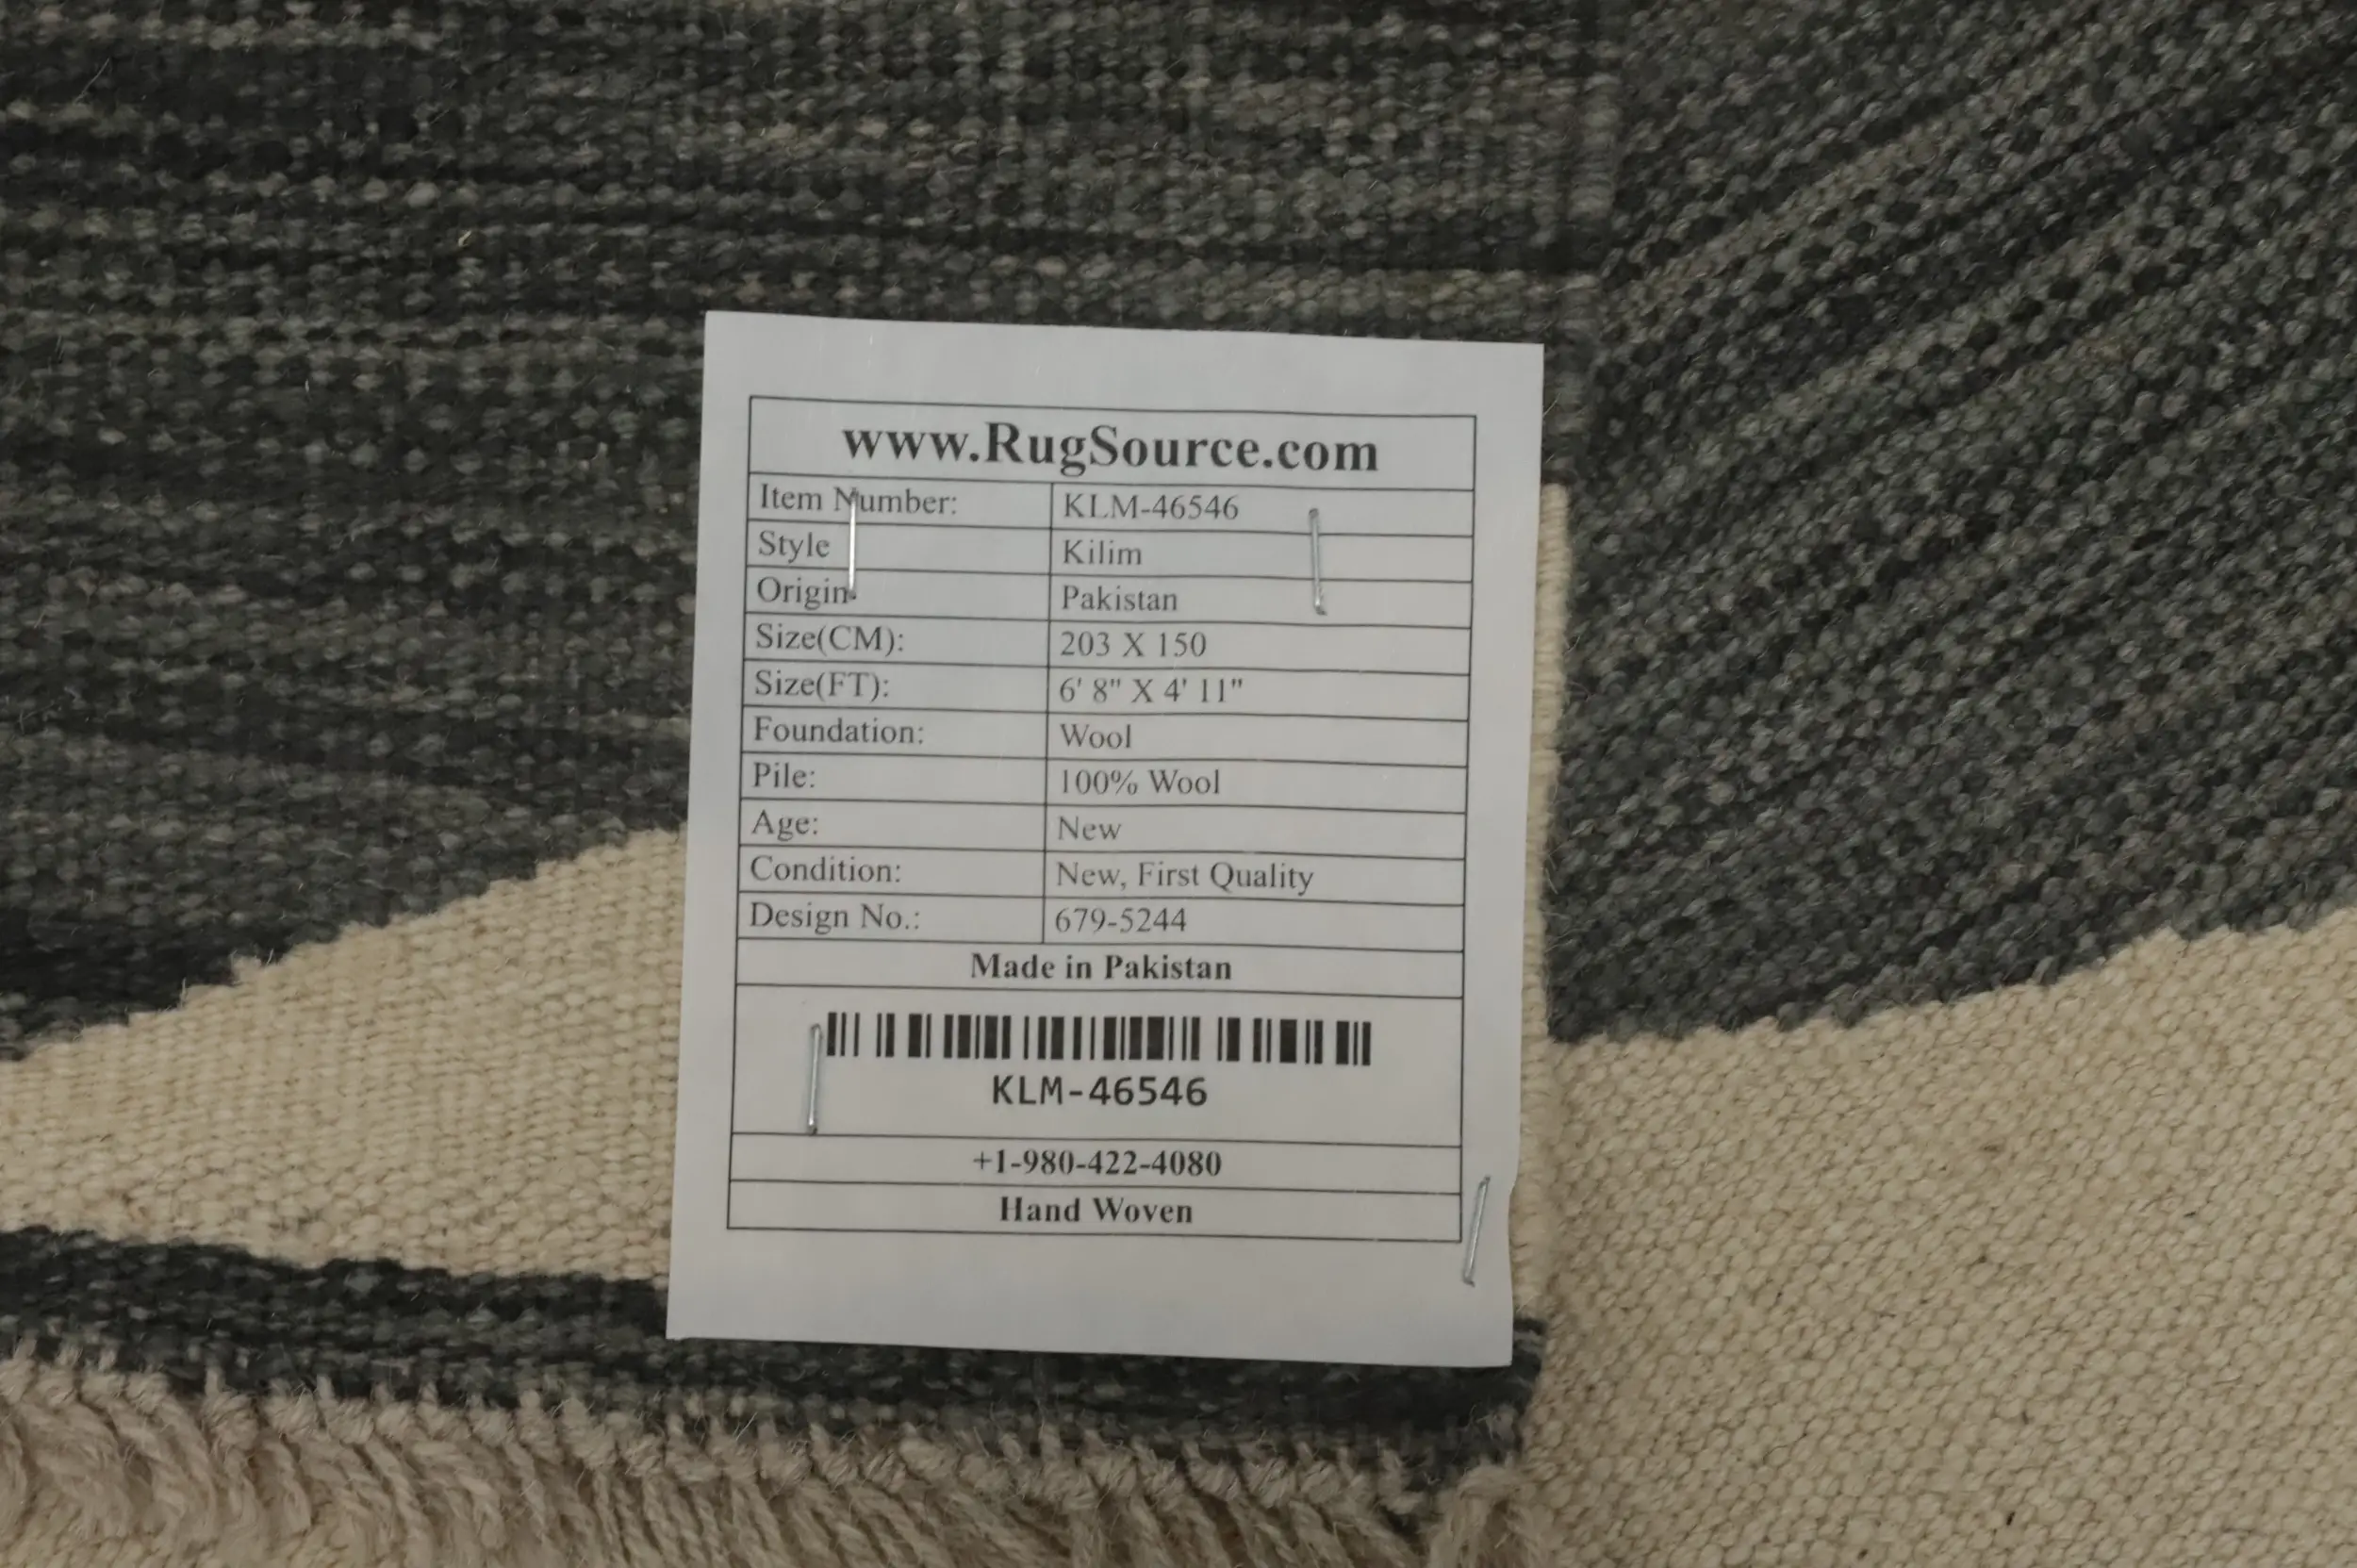 www.RugSource.com
Item Number: KLM-46546
Style Kilim
Origin Pakistan
Size(CM): 203 X 150
Size(FT): 6' 8" X 4' 11"
Foundation: Wool
Pile: 100% Wool
Age: New
Condition: New, First Quality
Design No.: 679-5244
Made in Pakistan
KLM-46546
+1-980-422-4080
Hand Woven